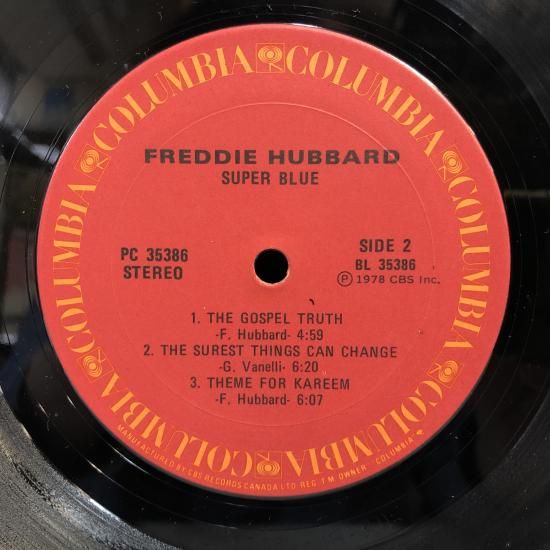 COLUMBIA COLUMBIA COLUMBIA COLUMBIA COLUMBIA COLUMBIA
FREDDIE HUBBARD
SUPER BLUE
PC 35386
STEREO
SIDE 2
BL 35386
Ⓟ 1978 CBS Inc.
1. THE GOSPEL TRUTH
-F. Hubbard- 4:59
2. THE SUREST THINGS CAN CHANGE
-G. Vanelli- 6:20
3. THEME FOR KAREEM
-F. Hubbard- 6:07
MANUFACTURED BY CBS RECORDS CANADA LTD. REG. T'M OWNER COLUMBIA